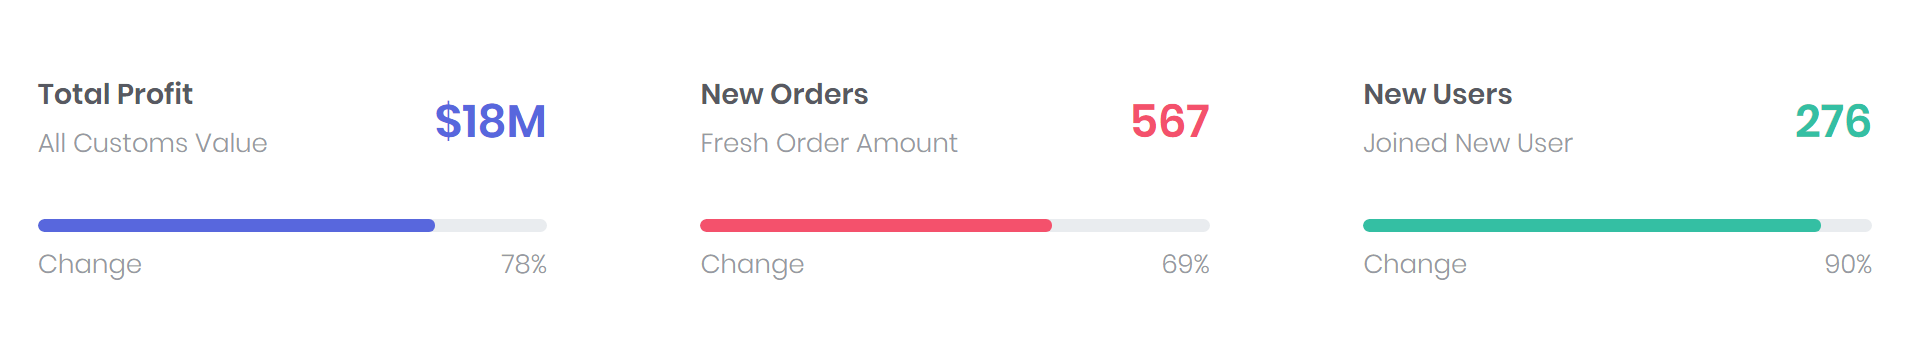 Total Profit
All Customs Value
$18M
Change
78%
New Orders
Fresh Order Amount
567
Change
69%
New Users
Joined New User
276
Change
90%